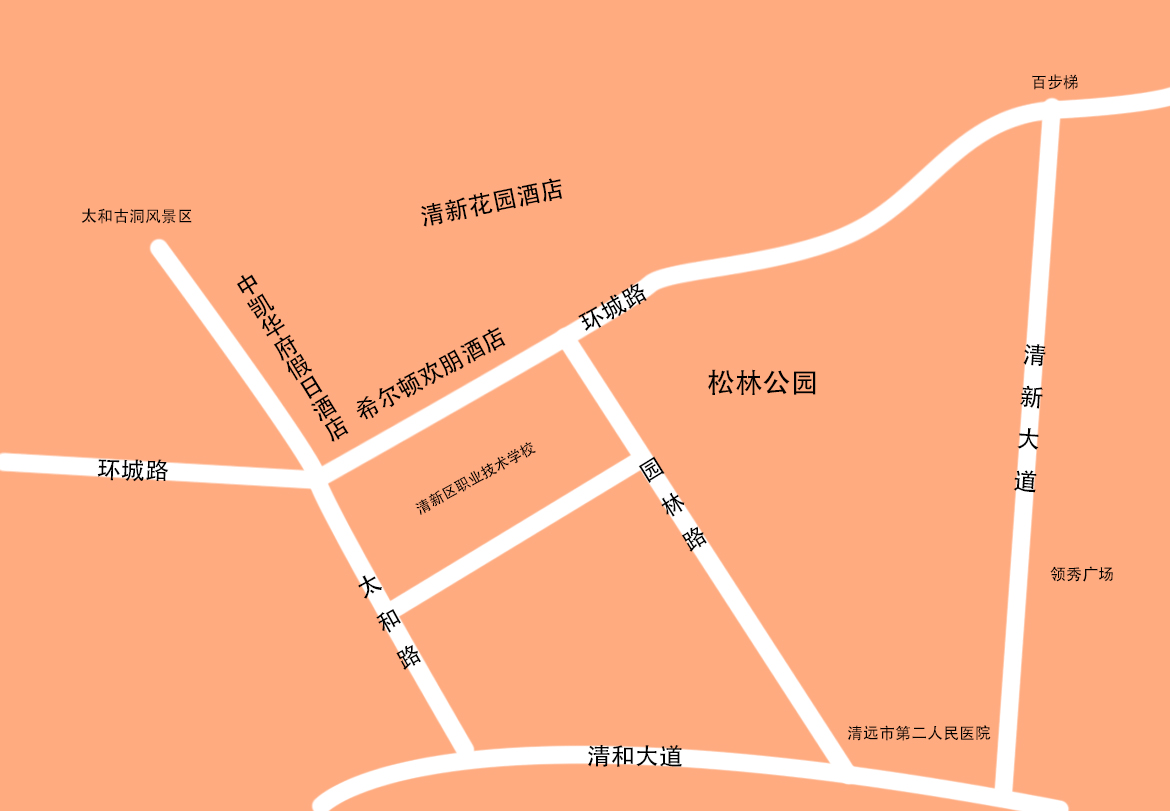 百步梯
清新花园酒店
太和古洞风景区
中凯华府假日酒店
环城路
希尔顿欢朋酒店
松林公园
清新大道
环城路
清新区职业技术学校
园林路
太和路
领秀广场
清远市第二人民医院
清和大道